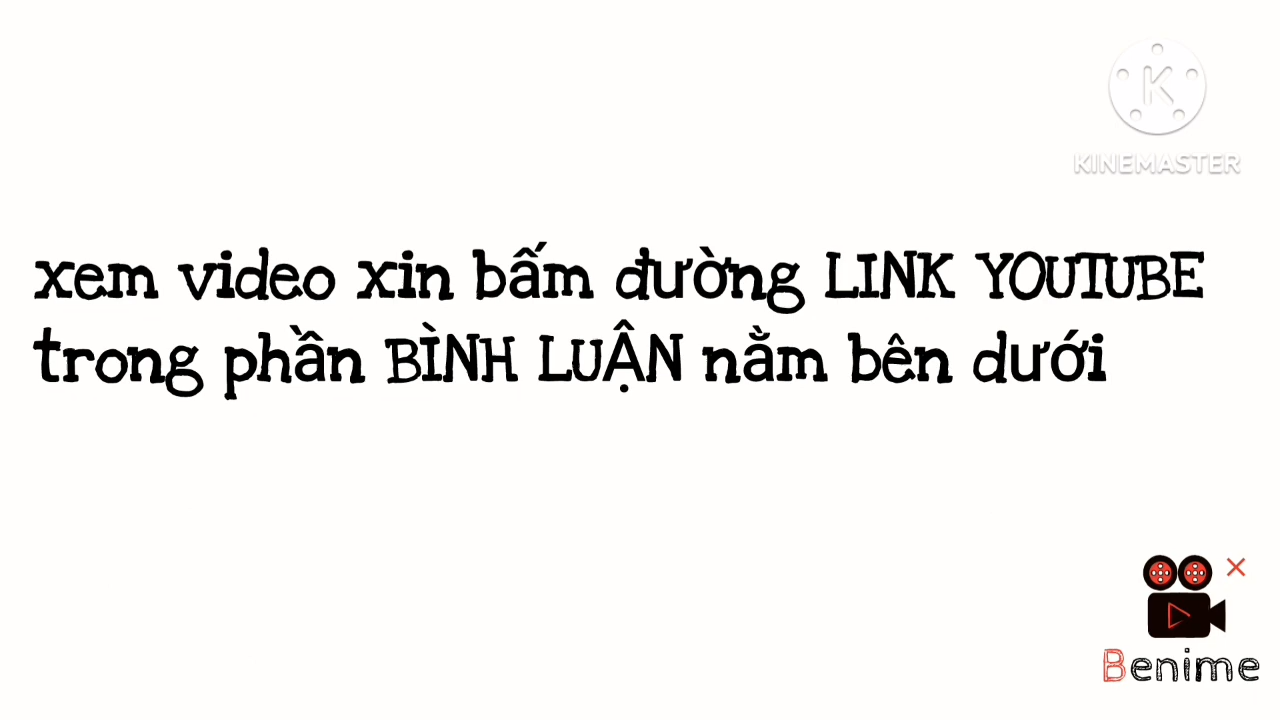 KINEMASTER
xem video xin bấm đường LINK YOUTUBE
trong phần BÌNH LUẬN nằm bên dưới
Benime